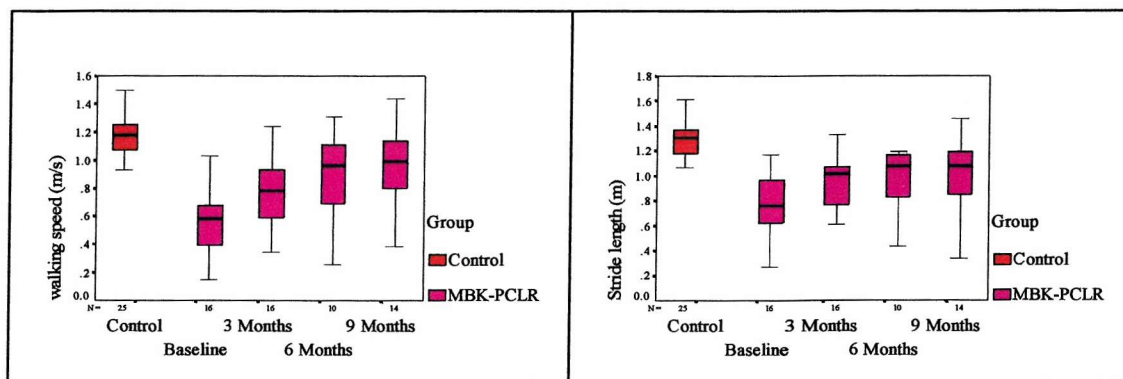 walking speed (m/s)
1.6
1.4
1.2
1.0
.8
.6
.4
.2
0.0
N=
25
16
16
10
14
Control
3 Months
9 Months
Baseline
6 Months
Group
Control
MBK-PCLR
Stride length (m)
1.8
1.6
1.4
1.2
1.0
.8
.6
.4
.2
0.0
N=
25
16
16
10
14
Control
3 Months
9 Months
Baseline
6 Months
Group
Control
MBK-PCLR